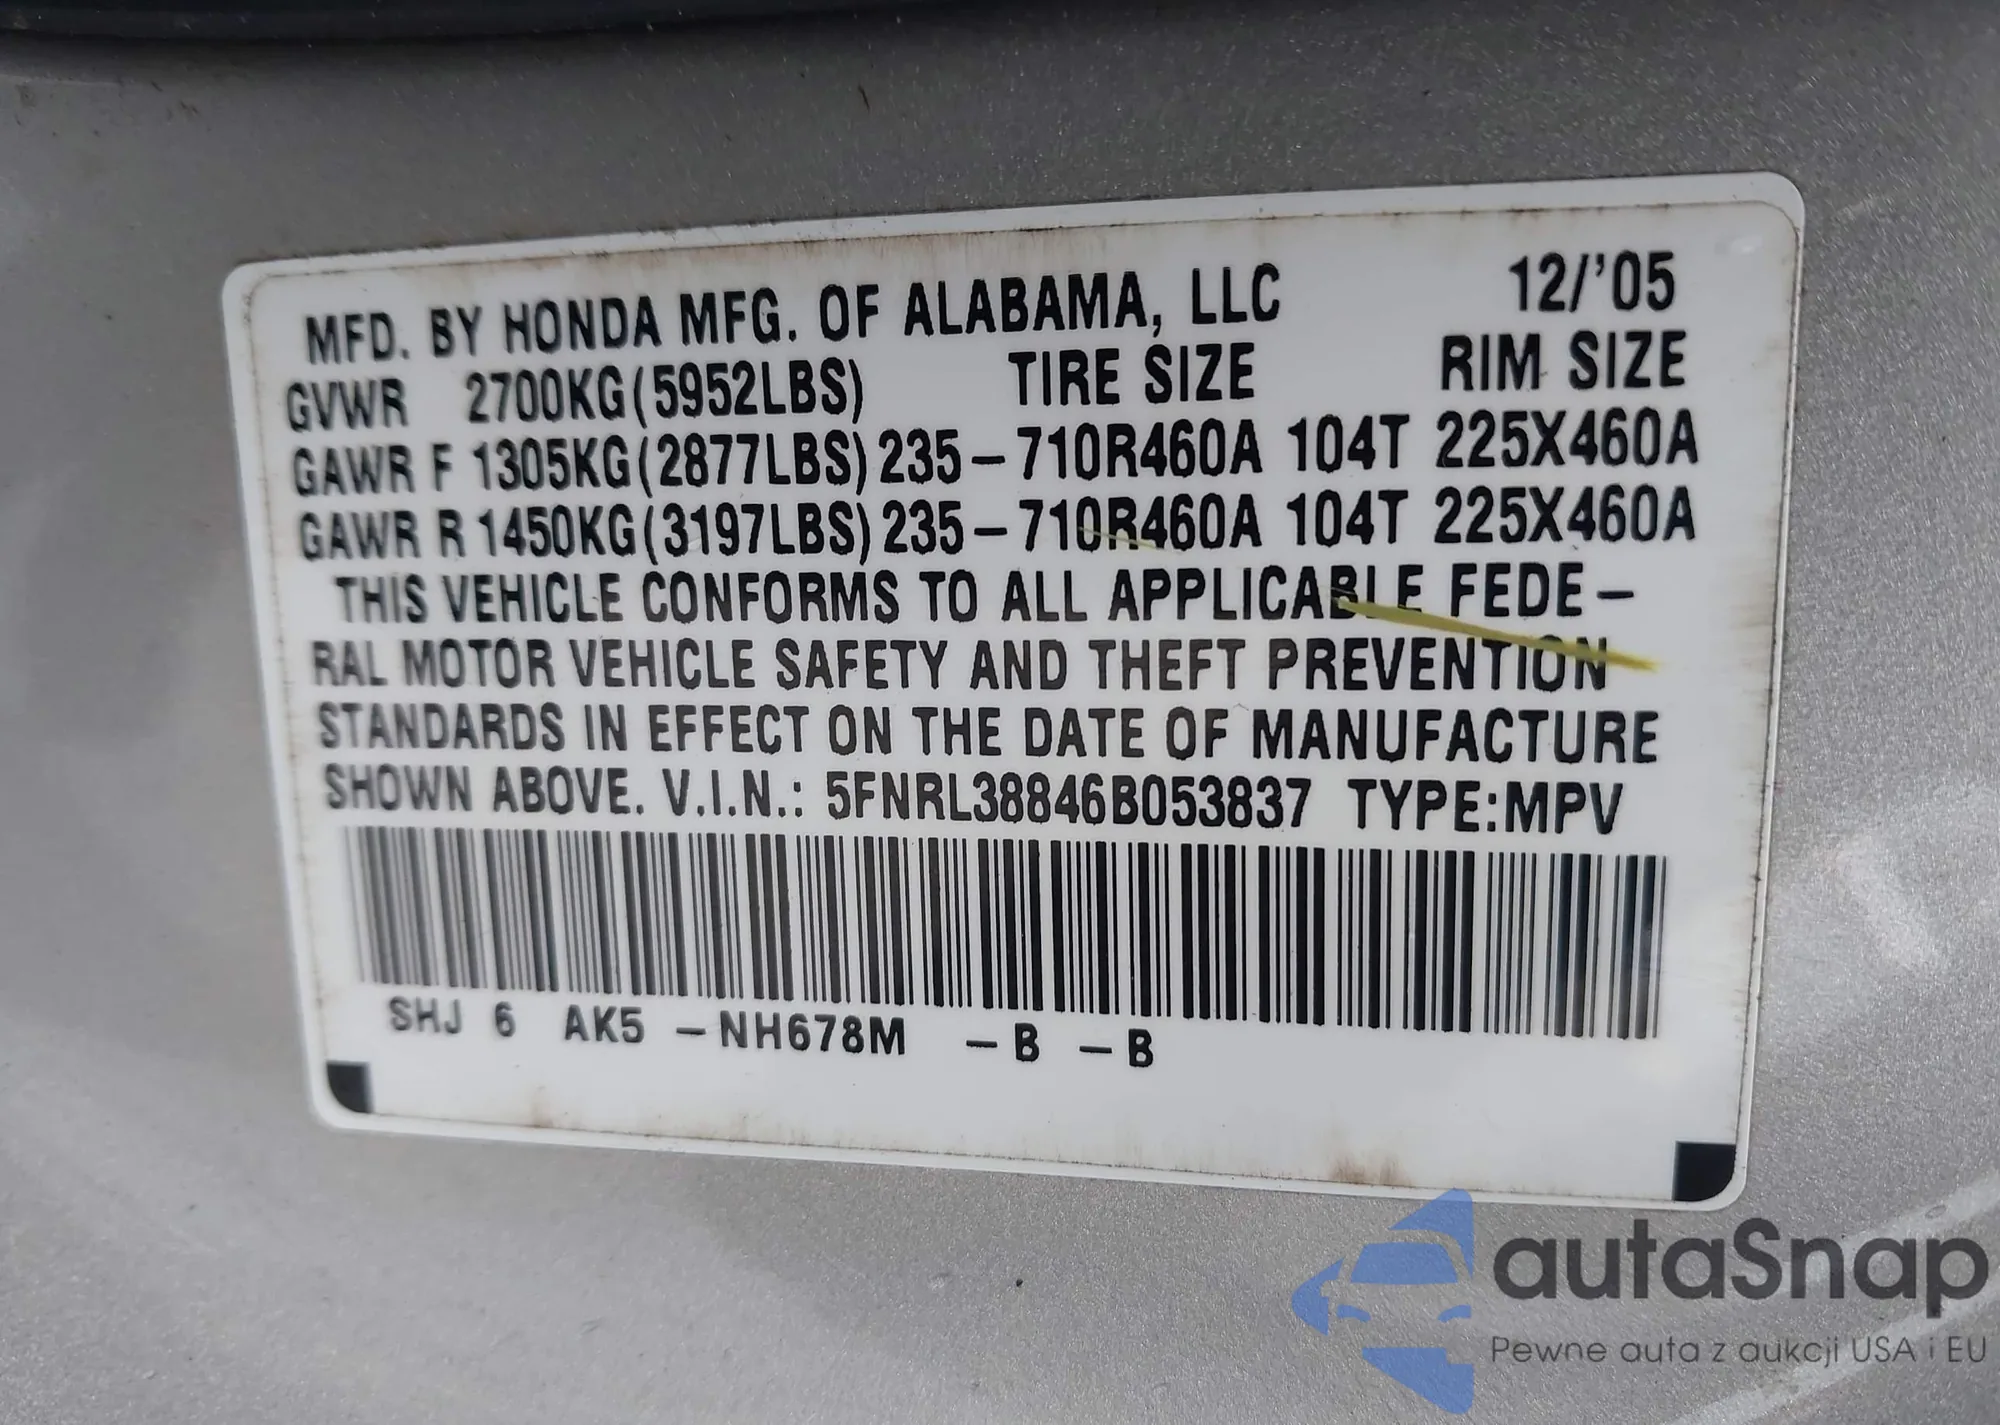 MFD. BY HONDA MFG. OF ALABAMA, LLC 12/'05
GVWR 2700KG(5952LBS) TIRE SIZE RIM SIZE
GAWR F 1305KG(2877LBS)235-710R460A 104T 225X460A
GAWR R 1450KG(3197LBS)235-710R460A 104T 225X460A
THIS VEHICLE CONFORMS TO ALL APPLICABLE FEDE-
RAL MOTOR VEHICLE SAFETY AND THEFT PREVENTION
STANDARDS IN EFFECT ON THE DATE OF MANUFACTURE
SHOWN ABOVE. V.I.N.: 5FNRL38846B053837 TYPE:MPV
SHJ 6 AK5 -NH678M -B -B
autaSnap
Pewne auta z aukcji USA i EU